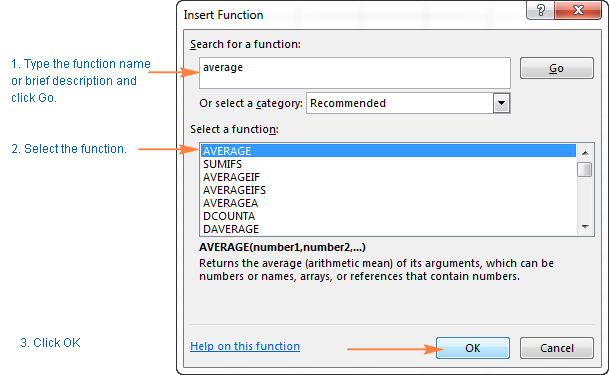 Insert Function
?
Search for a function:
1. Type the function name
or brief description and
click Go.
average
Go
Or select a category: Recommended
Select a function:
2. Select the function.
AVERAGE
SUMIFS
AVERAGEIF
AVERAGEIFS
AVERAGEA
DCOUNTA
DAVERAGE
AVERAGE(number1,number2,...)
Returns the average (arithmetic mean) of its arguments, which can be
numbers or names, arrays, or references that contain numbers.
3. Click OK
Help on this function
OK
Cancel